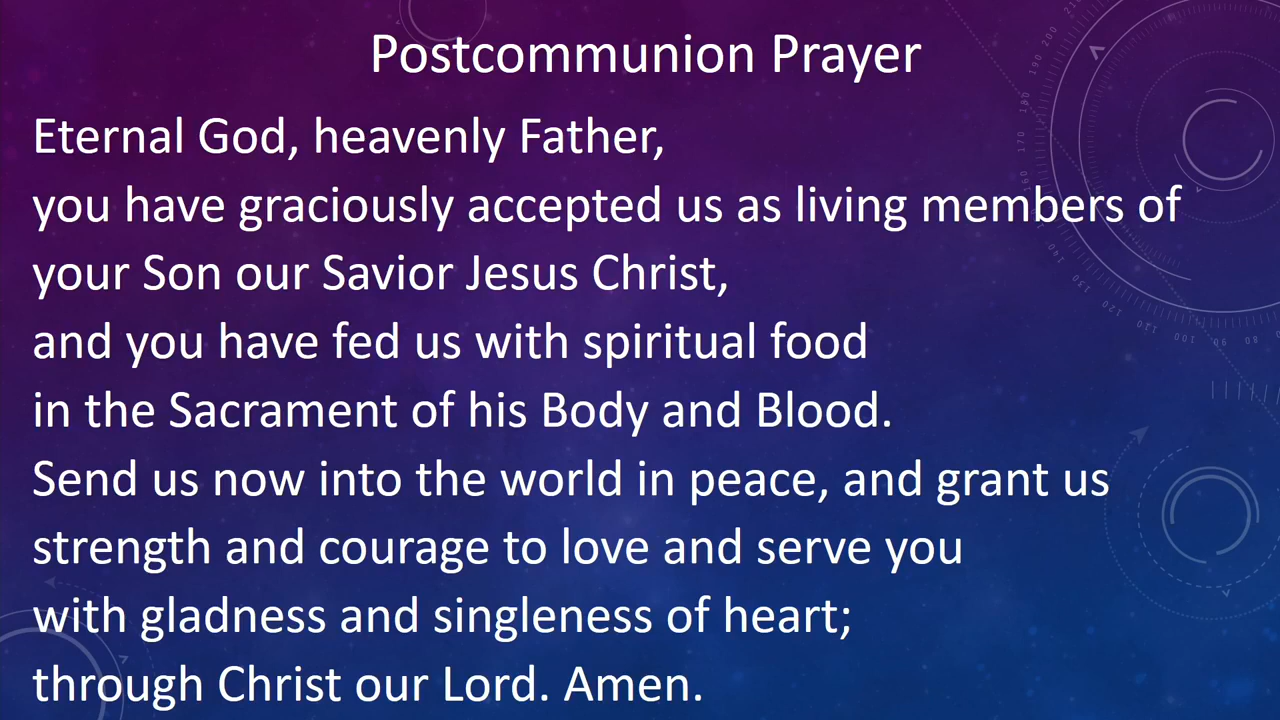 Postcommunion Prayer
Eternal God, heavenly Father,
you have graciously accepted us as living members of
your Son our Savior Jesus Christ,
and you have fed us with spiritual food
in the Sacrament of his Body and Blood.
Send us now into the world in peace, and grant us
strength and courage to love and serve you
with gladness and singleness of heart;
through Christ our Lord. Amen.